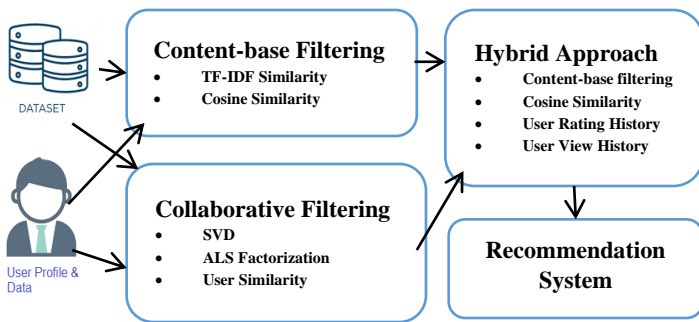 DATASET
User Profile &
Data
Content-base Filtering
• TF-IDF Similarity
• Cosine Similarity
Collaborative Filtering
• SVD
• ALS Factorization
• User Similarity
Hybrid Approach
• Content-base filtering
• Cosine Similarity
• User Rating History
• User View History
Recommendation
System